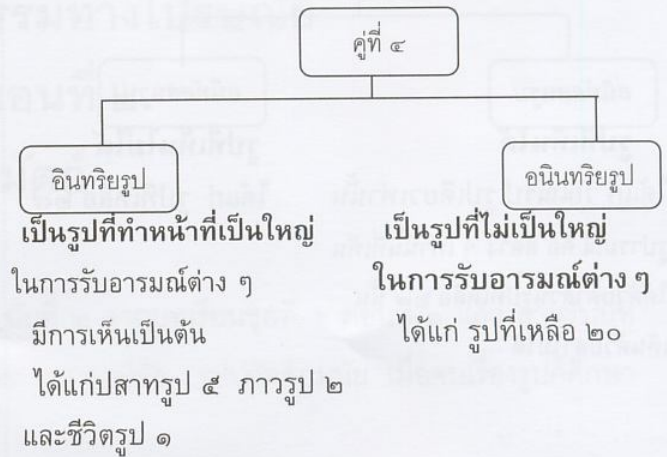 คู่ที่ ๔
อินทริยรูป
เป็นรูปที่ทำหน้าที่เป็นใหญ่
ในการรับอารมณ์ต่าง ๆ
มีการเห็นเป็นต้น
ได้แก่ปสาทรูป ๕ ภาวรูป ๒
และชีวิตรูป ๑
อนินทริยรูป
เป็นรูปที่ไม่เป็นใหญ่
ในการรับอารมณ์ต่าง ๆ
ได้แก่ รูปที่เหลือ ๒๐